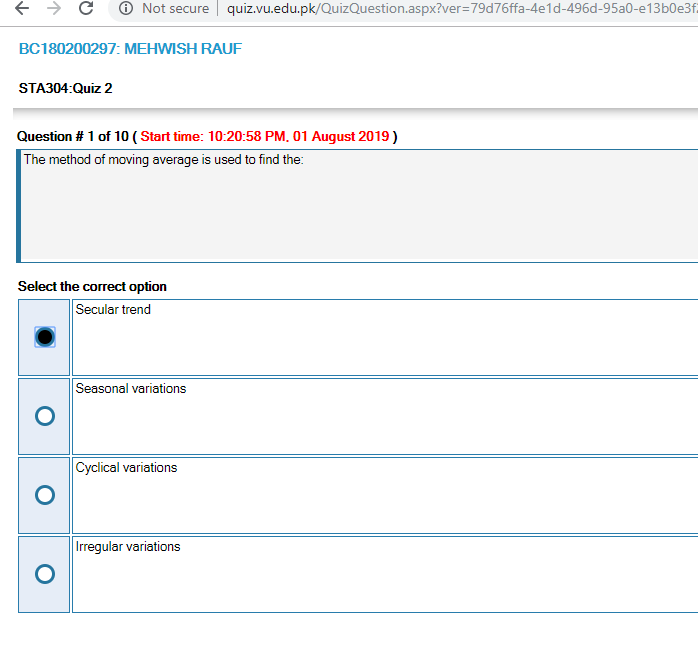 Not secure
quiz.vu.edu.pk/QuizQuestion.aspx?ver=79d76ffa-4e1d-496d-95a0-e13b0e3f
BC180200297: MEHWISH RAUF
STA304:Quiz 2
Question # 1 of 10 ( Start time: 10:20:58 PM, 01 August 2019 )
The method of moving average is used to find the:
Select the correct option
Secular trend
Seasonal variations
Cyclical variations
Irregular variations